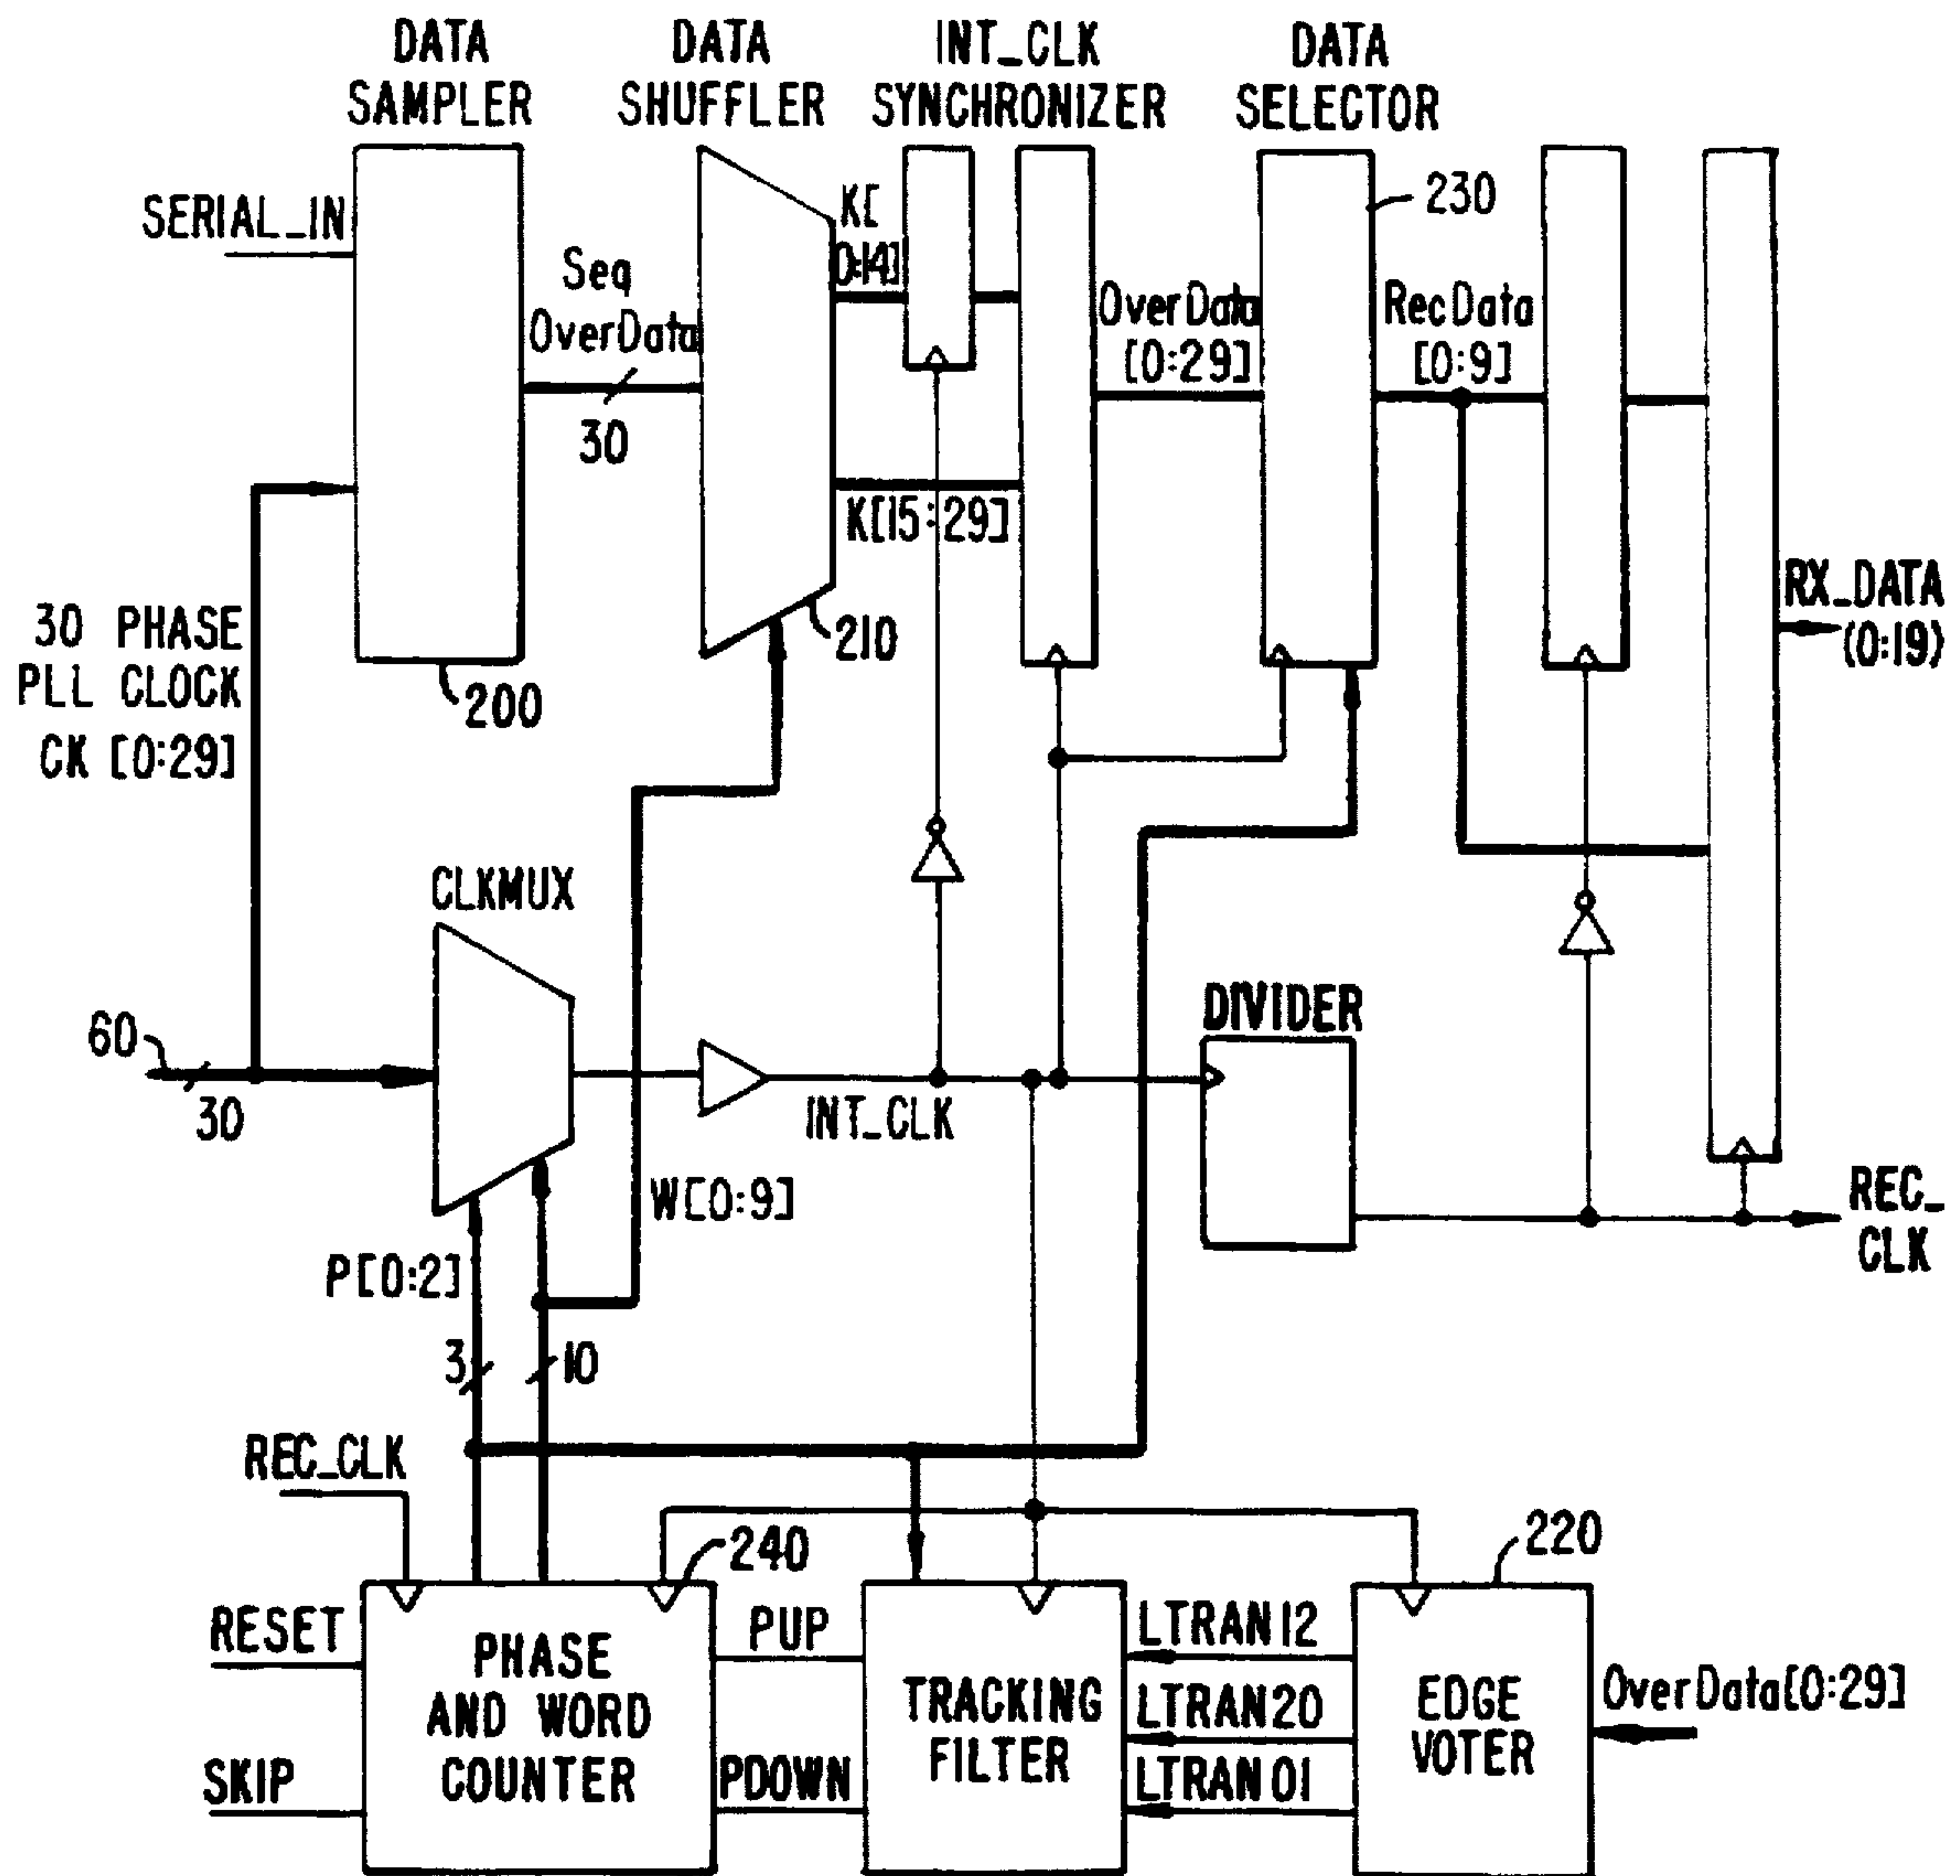 DATA
SAMPLER
DATA
SHUFFLER
INT_CLK
SYNCHRONIZER
DATA
SELECTOR
SERIAL_IN
Seq
OverData
30
K[
0:14]
K[15:29]
OverData
[0:29]
230
RecData
[0:9]
RX_DATA
(0:19)
30 PHASE
PLL CLOCK
CK [0:29]
200
210
CLKMUX
60
30
INT_CLK
DIVIDER
W[0:9]
P[0:2]
REC_
CLK
3
10
REC_CLK
240
220
RESET
SKIP
PHASE
AND WORD
COUNTER
PUP
PDOWN
TRACKING
FILTER
LTRAN12
LTRAN20
LTRAN01
EDGE
VOTER
OverData[0:29]